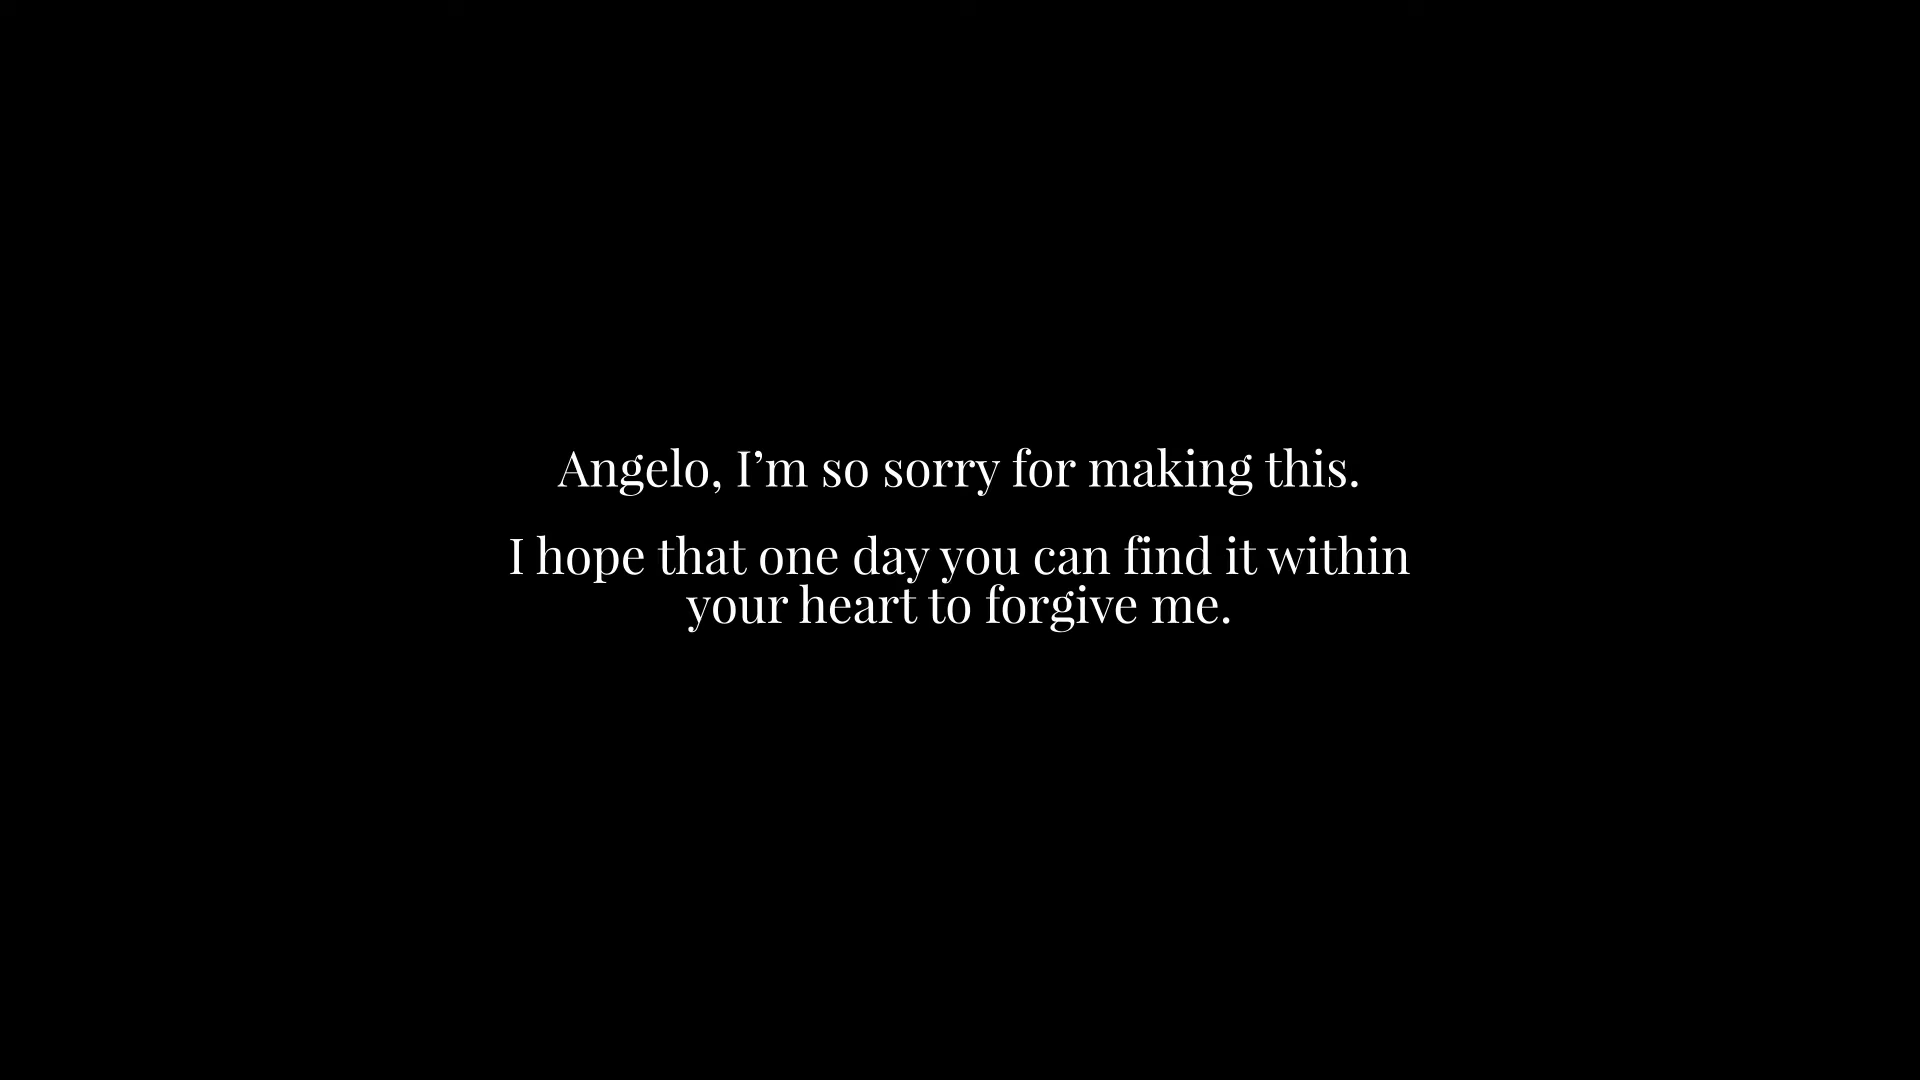 Angelo, I’m so sorry for making this.
I hope that one day you can find it within
your heart to forgive me.